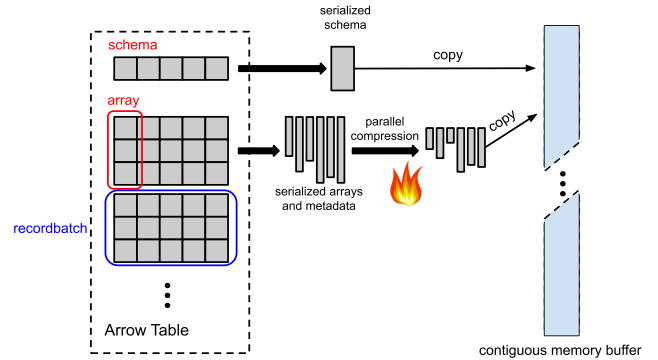 serialized
schema
schema
copy
array
parallel
compression
copy
serialized arrays
and metadata
recordbatch
Arrow Table
contiguous memory buffer